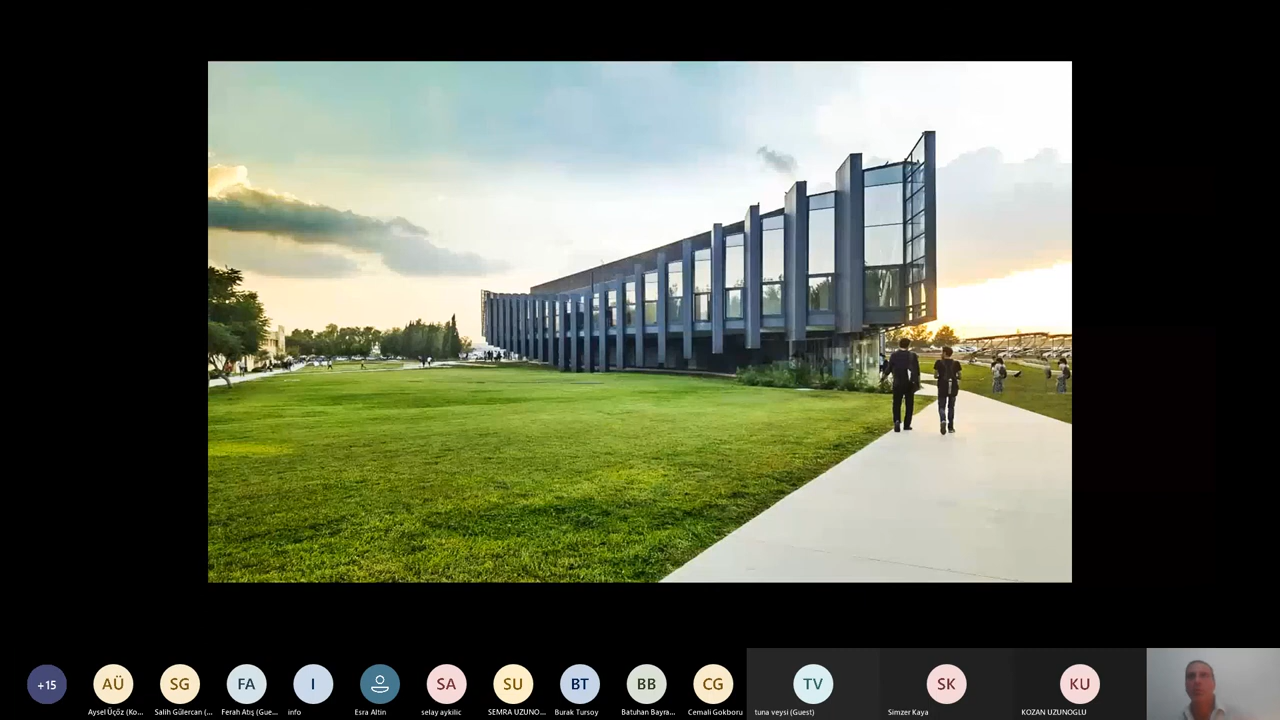 +15
AÜ
SG
FA
I
SA
SU
BT
BB
CG
TV
SK
KU
Aysel Üçöz (Ko...
Salih Gülercan (...
Ferah Atış (Gue...
info
Esra Altin
selay aykilic
SEMRA UZUNO...
Burak Tursoy
Batuhan Bayra...
Cemali Gokboru
tuna veysi (Guest)
Simzer Kaya
KOZAN UZUNOGLU